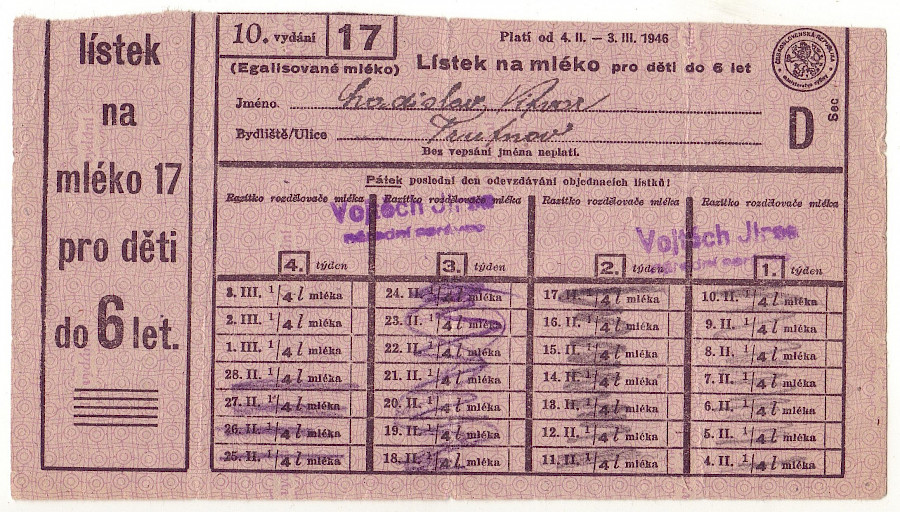 lístek
na
mléko 17
pro děti
do 6 let.
10. vydání 17
(Egalisované mléko)
Platí od 4. II. – 3. III. 1946
Lístek na mléko pro děti do 6 let
ČESKOSLOVENSKÁ REPUBLIKA
ministerstvo výživy
D
Sec
Jméno Ladislav
Bydliště/Ulice Trutnov
Bez vepsání jména neplatí.
Pátek poslední den odevzdávání objednacích lístků!
Razítko rozdělovače mléka Razítko rozdělovače mléka Razítko rozdělovače mléka Razítko rozdělovače mléka
Vojtěch
národní
Vojtěch
národní
4. týden 3. týden 2. týden 1. týden
3. III. 1/4 l mléka 24. II. 1/4 l mléka 17. II. 1/4 l mléka 10. II. 1/4 l mléka
2. III. 1/4 l mléka 23. II. 1/4 l mléka 16. II. 1/4 l mléka 9. II. 1/4 l mléka
1. III. 1/4 l mléka 22. II. 1/4 l mléka 15. II. 1/4 l mléka 8. II. 1/4 l mléka
28. II. 1/4 l mléka 21. II. 1/4 l mléka 14. II. 1/4 l mléka 7. II. 1/4 l mléka
27. II. 1/4 l mléka 20. II. 1/4 l mléka 13. II. 1/4 l mléka 6. II. 1/4 l mléka
26. II. 1/4 l mléka 19. II. 1/4 l mléka 12. II. 1/4 l mléka 5. II. 1/4 l mléka
25. II. 1/4 l mléka 18. II. 1/4 l mléka 11. II. 1/4 l mléka 4. II. 1/4 l mléka